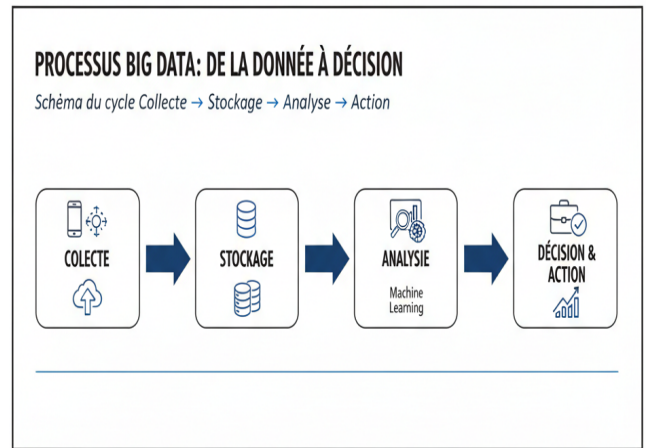 PROCESSUS BIG DATA: DE LA DONNÉE À DÉCISION
Schèma du cycle Collecte → Stockage → Analyse → Action
COLECTE
STOCKAGE
ANALYSIE
Machine
Learning
DÉCISION &
ACTION